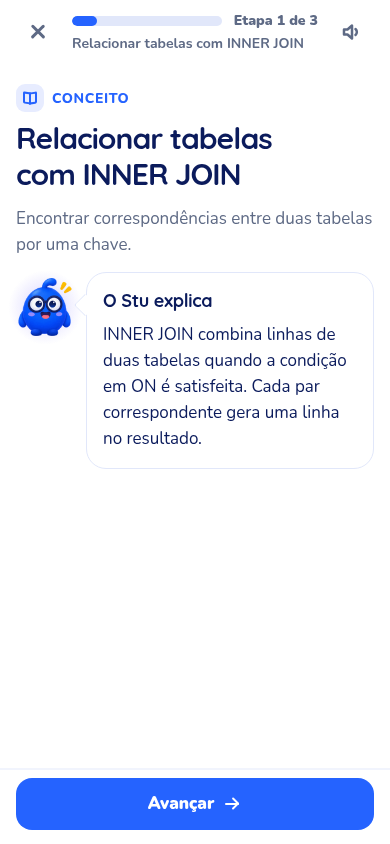 Etapa 1 de 3
Relacionar tabelas com INNER JOIN
CONCEITO
Relacionar tabelas
com INNER JOIN
Encontrar correspondências entre duas tabelas
por uma chave.
O Stu explica
INNER JOIN combina linhas de
duas tabelas quando a condição
em ON é satisfeita. Cada par
correspondente gera uma linha
no resultado.
Avançar